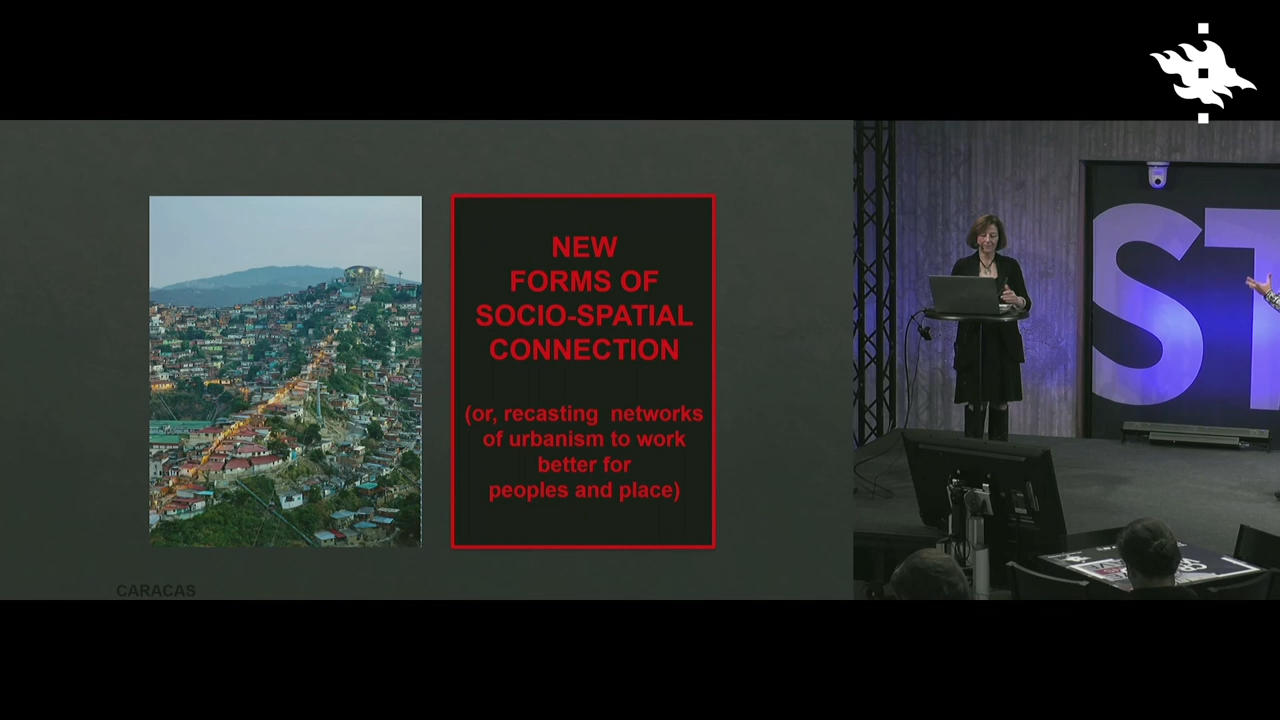 NEW
FORMS OF
SOCIO-SPATIAL
CONNECTION
(or, recasting networks
of urbanism to work
better for
peoples and place)
CARACAS
ST